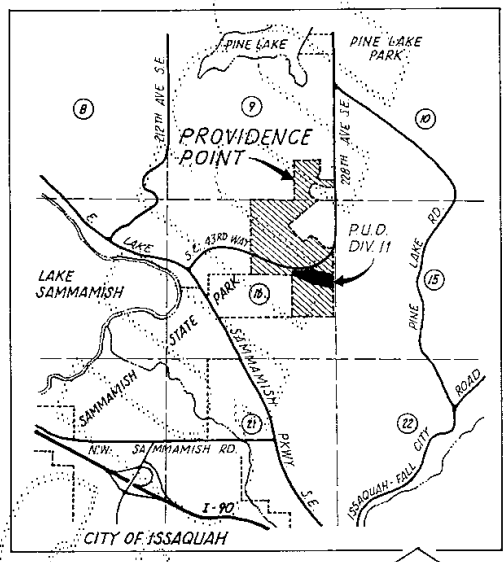 PINE LAKE
PINE LAKE
PARK
212TH AVE S.E.
8
9
10
228TH AVE S.E.
PROVIDENCE
POINT
E. LAKE
S.E. 43RD WAY
P.U.D.
DIV. 11
PINE LAKE RD.
LAKE
SAMMAMISH
16
15
SAMMAMISH STATE PARK
SAMMAMISH PKWY S.E.
21
22
N.W. SAMMAMISH RD.
ISSAQUAH-FALL CITY ROAD
I-90
CITY OF ISSAQUAH